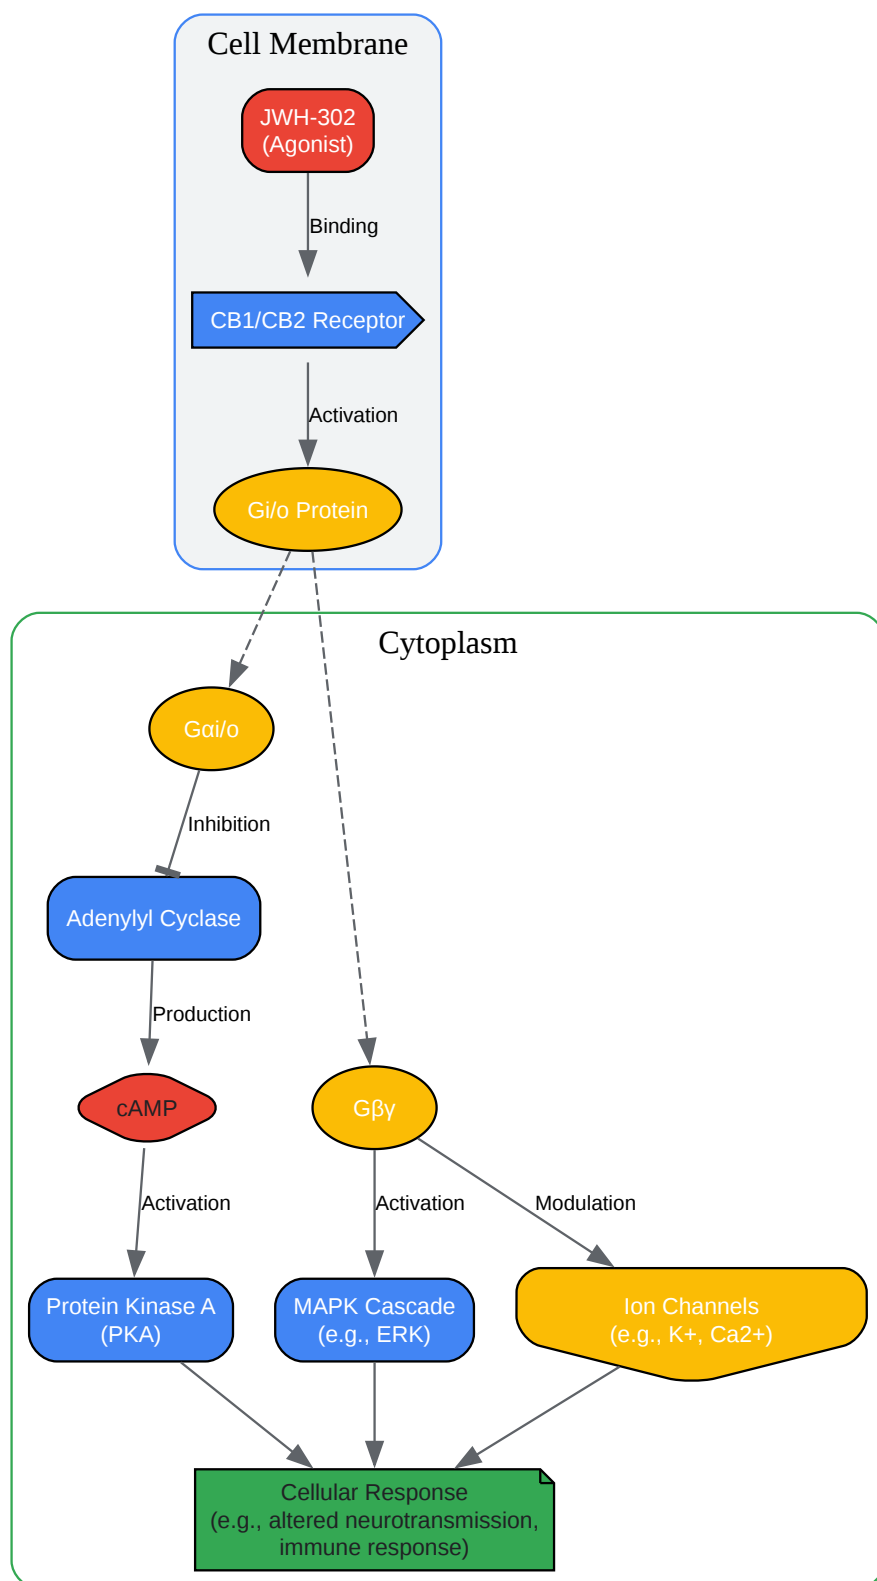 Cell Membrane
JWH-302
(Agonist)
Binding
CB1/CB2 Receptor
Activation
Gi/o Protein
Cytoplasm
Gαi/o
Inhibition
Adenylyl Cyclase
Production
cAMP
Gβγ
Activation
Activation
Modulation
Protein Kinase A
(PKA)
MAPK Cascade
(e.g., ERK)
Ion Channels
(e.g., K+, Ca2+)
Cellular Response
(e.g., altered neurotransmission,
immune response)